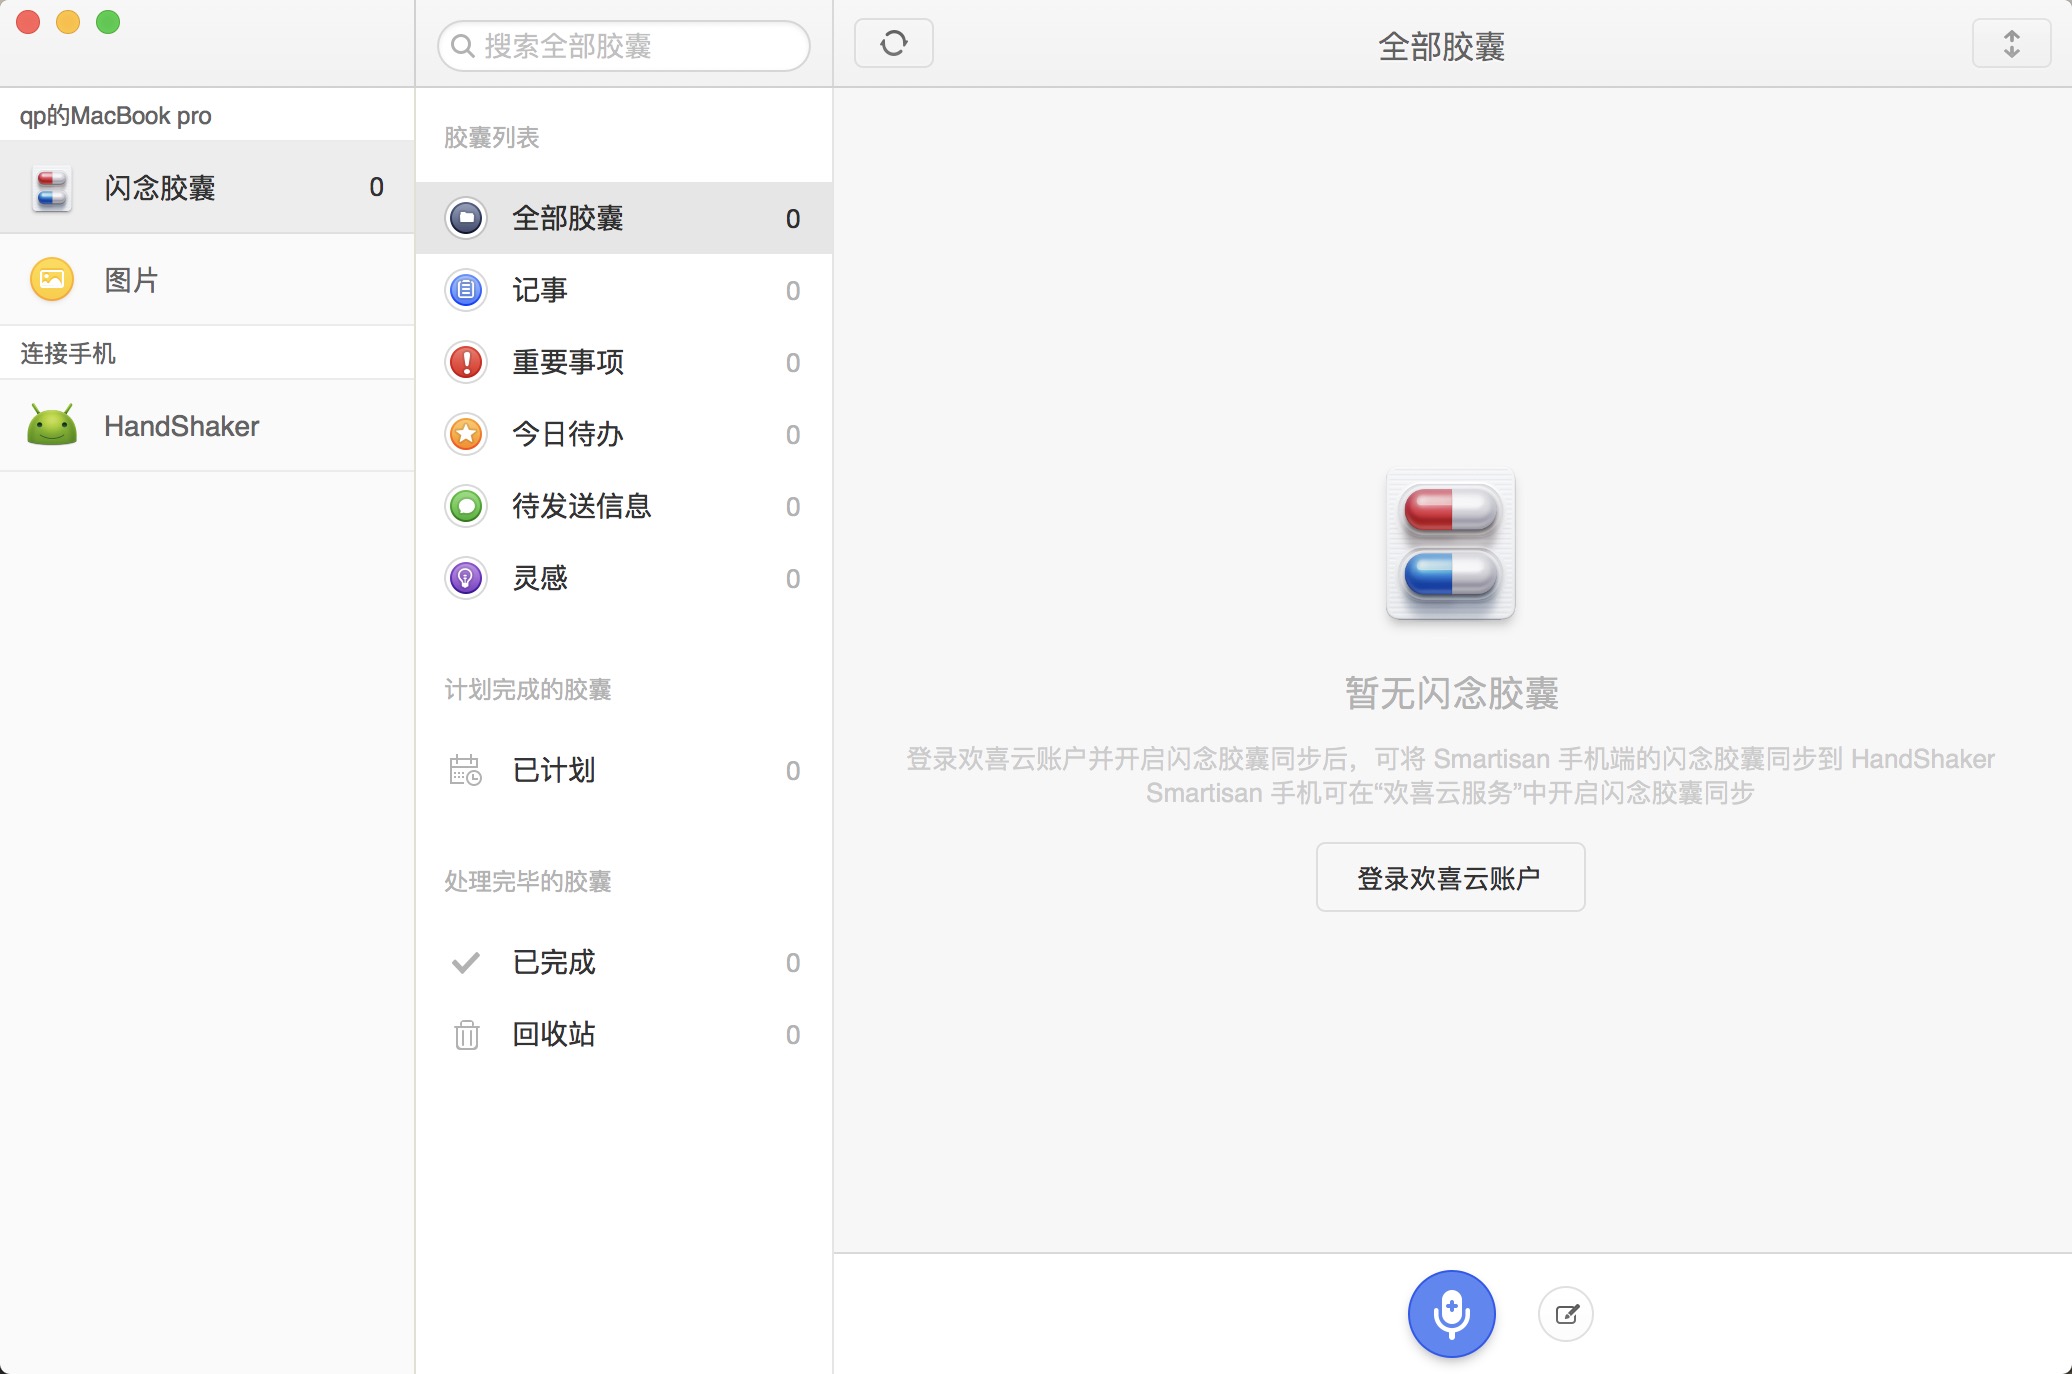 qp的MacBook pro
闪念胶囊 0
图片
连接手机
HandShaker
搜索全部胶囊
胶囊列表
全部胶囊 0
记事 0
重要事项 0
今日待办 0
待发送信息 0
灵感 0
计划完成的胶囊
已计划 0
处理完毕的胶囊
已完成 0
回收站 0
全部胶囊
暂无闪念胶囊
登录欢喜云账户并开启闪念胶囊同步后，可将 Smartisan 手机端的闪念胶囊同步到 HandShaker
Smartisan 手机可在“欢喜云服务”中开启闪念胶囊同步
登录欢喜云账户